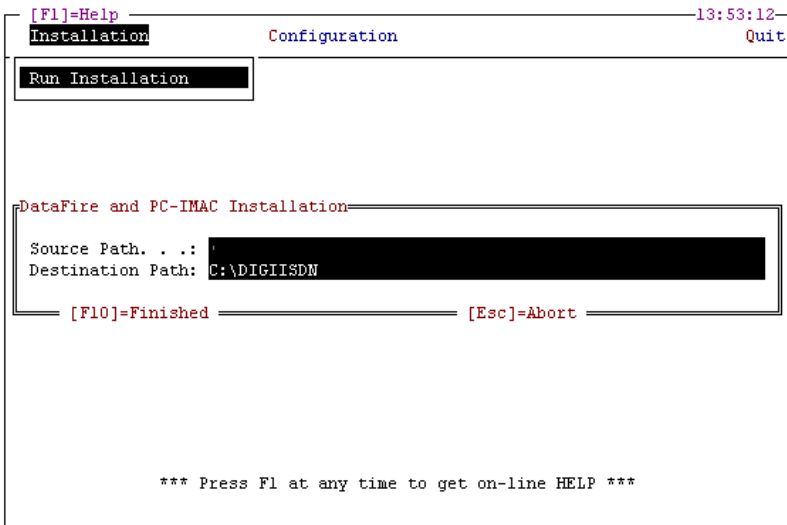 [F1]=Help 13:53:12
Installation Configuration Quit
Run Installation
DataFire and PC-IMAC Installation
Source Path. . .:
Destination Path: C:\DIGIISDN
[F10]=Finished [Esc]=Abort
*** Press F1 at any time to get on-line HELP ***